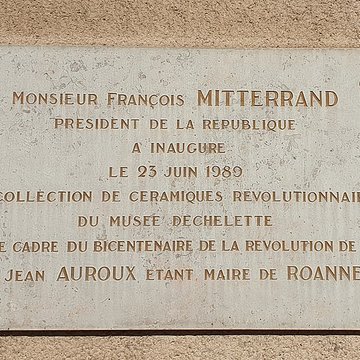 MONSIEUR FRANÇOIS MITTERRAND
PRESIDENT DE LA REPUBLIQUE
A INAUGURE
LE 23 JUIN 1989
COLLECTION DE CERAMIQUES REVOLUTIONNAI
DU MUSEE DECHELETTE
E CADRE DU BICENTENAIRE DE LA REVOLUTION DE
JEAN AUROUX ETANT MAIRE DE ROANNE